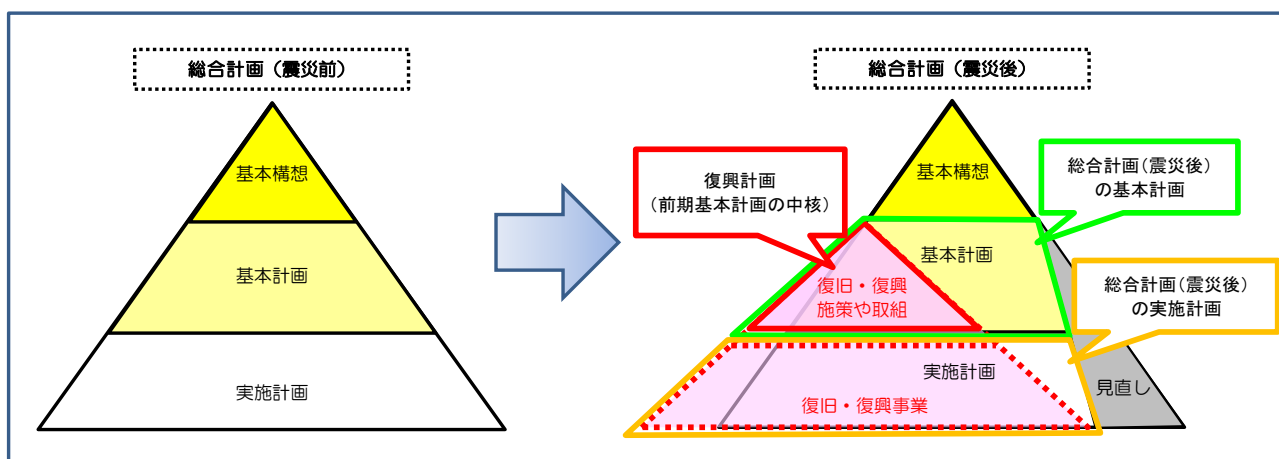 総合計画（震災前）
基本構想
基本計画
実施計画
総合計画（震災後）
基本構想
復興計画
（前期基本計画の中核）
総合計画（震災後）
の基本計画
基本計画
復旧・復興
施策や取組
総合計画（震災後）
の実施計画
実施計画
復旧・復興事業
見直し